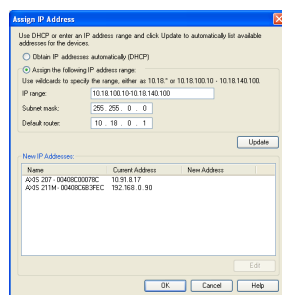 Assign IP Address
Use DHCP or enter an IP address range and click Update to automatically list available
addresses for the devices.
Obtain IP addresses automatically (DHCP)
Assign the following IP address range:
Use wildcards to specify the range, either as 10.18.* or 10.18.100.10 - 10.18.140.100.
IP range: 10.18.100.10-10.18.140.100
Subnet mask: 255 . 255 . 0 . 0
Default router: 10 . 18 . 0 . 1
Update
New IP Addresses:
Name Current Address New Address
AXIS 207 - 00408C00078C 10.91.8.17
AXIS 211M - 00408C6B3FEC 192.168.0.90
Edit
OK Cancel Help